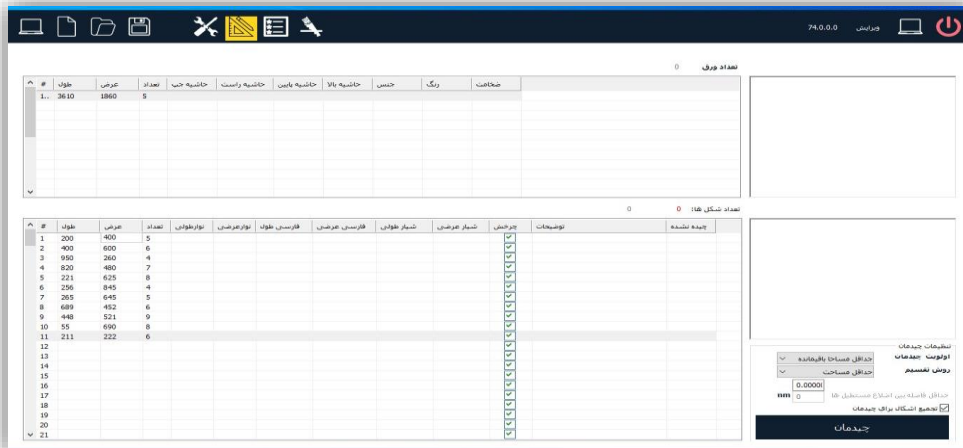 ویرایش 74.0.0.0
تعداد ورق 0
# طول عرض تعداد حاشیه چپ حاشیه راست حاشیه پایین حاشیه بالا جنس رنگ ضخامت
1.. 3610 1860 5
تعداد شکل ها: 0 0
# طول عرض تعداد نوارطولی نوارعرضی فارسی طول فارسی عرضی شیار طولی شیار عرضی چرخش توضیحات چیده نشده
1 200 400 5
2 400 600 6
3 950 260 4
4 820 480 7
5 221 625 8
6 256 845 4
7 265 645 5
8 689 452 6
9 448 521 9
10 55 690 8
11 211 222 6
12
13
14
15
16
17
18
19
20
21
تنظیمات چیدمان
اولویت چیدمان حداقل مساحا باقیمانده
روش تقسیم حداقل مساحت
0.0000
حداقل فاصله بین اضلاع مستطیل ها 0 nm
تجمیع اشکال برای چیدمان
چیدمان